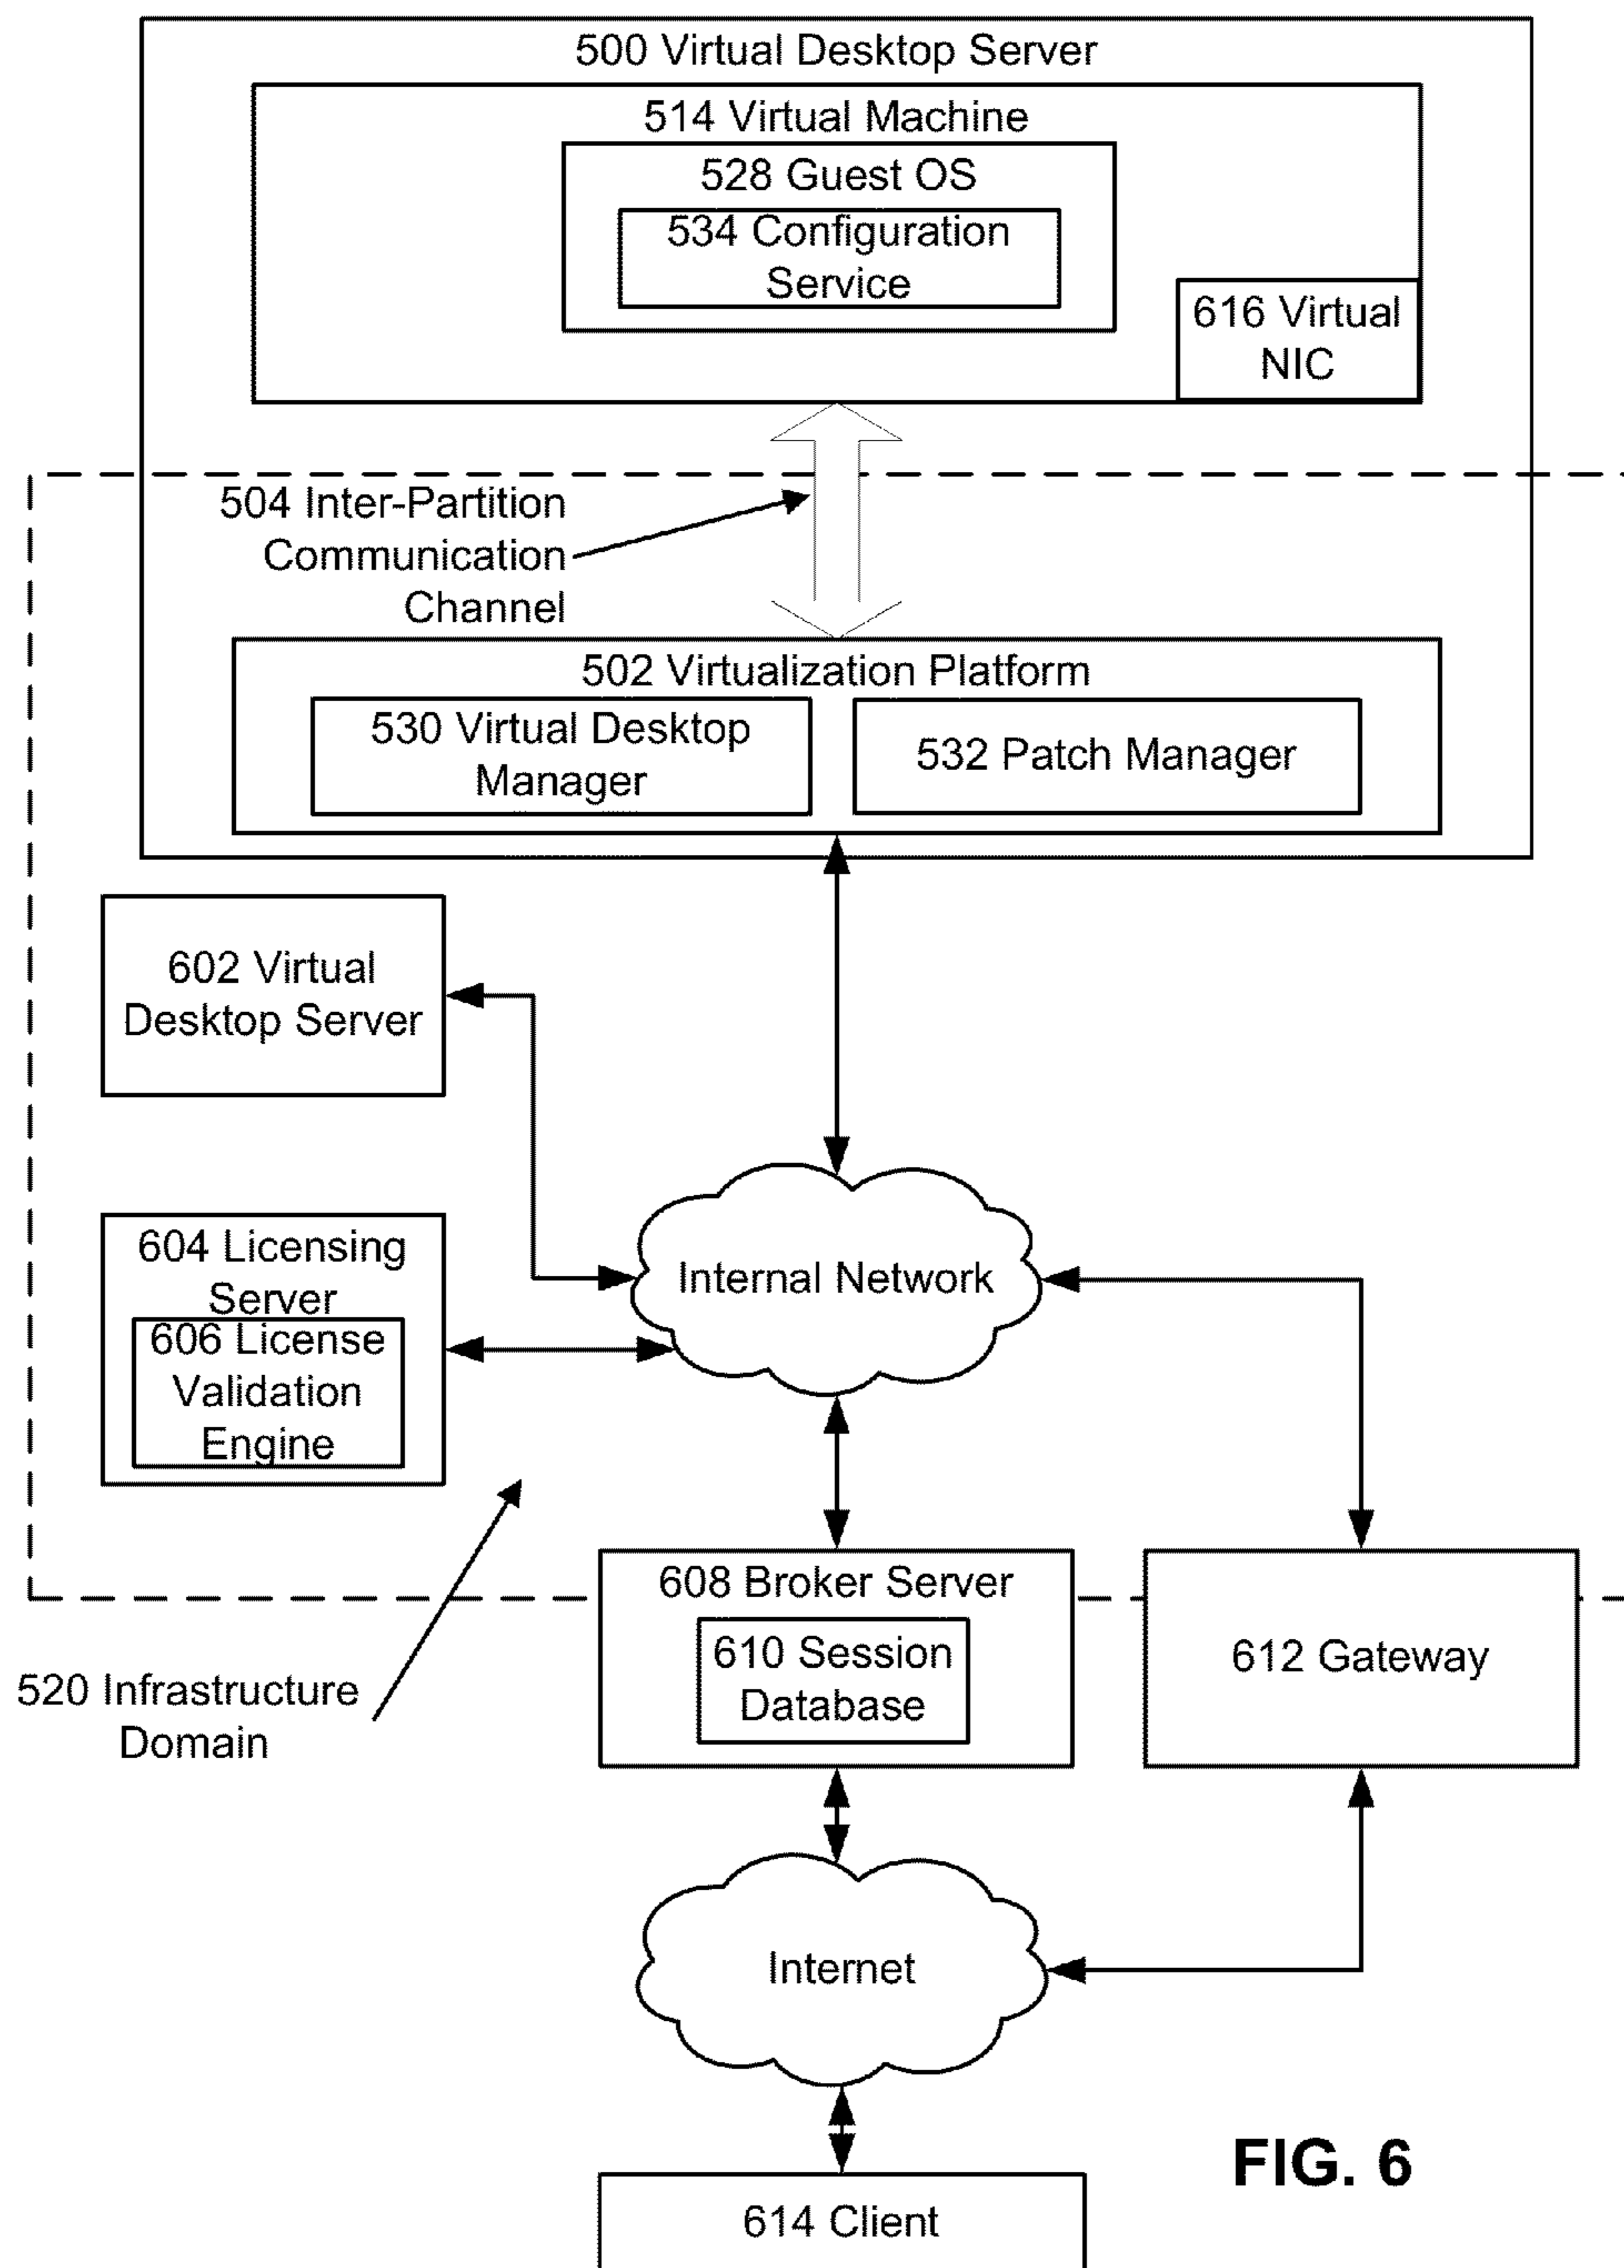 500 Virtual Desktop Server
514 Virtual Machine
528 Guest OS
534 Configuration
Service
616 Virtual
NIC
504 Inter-Partition
Communication
Channel
502 Virtualization Platform
530 Virtual Desktop
Manager
532 Patch Manager
602 Virtual
Desktop Server
604 Licensing
Server
606 License
Validation
Engine
Internal Network
608 Broker Server
610 Session
Database
612 Gateway
520 Infrastructure
Domain
Internet
FIG. 6
614 Client